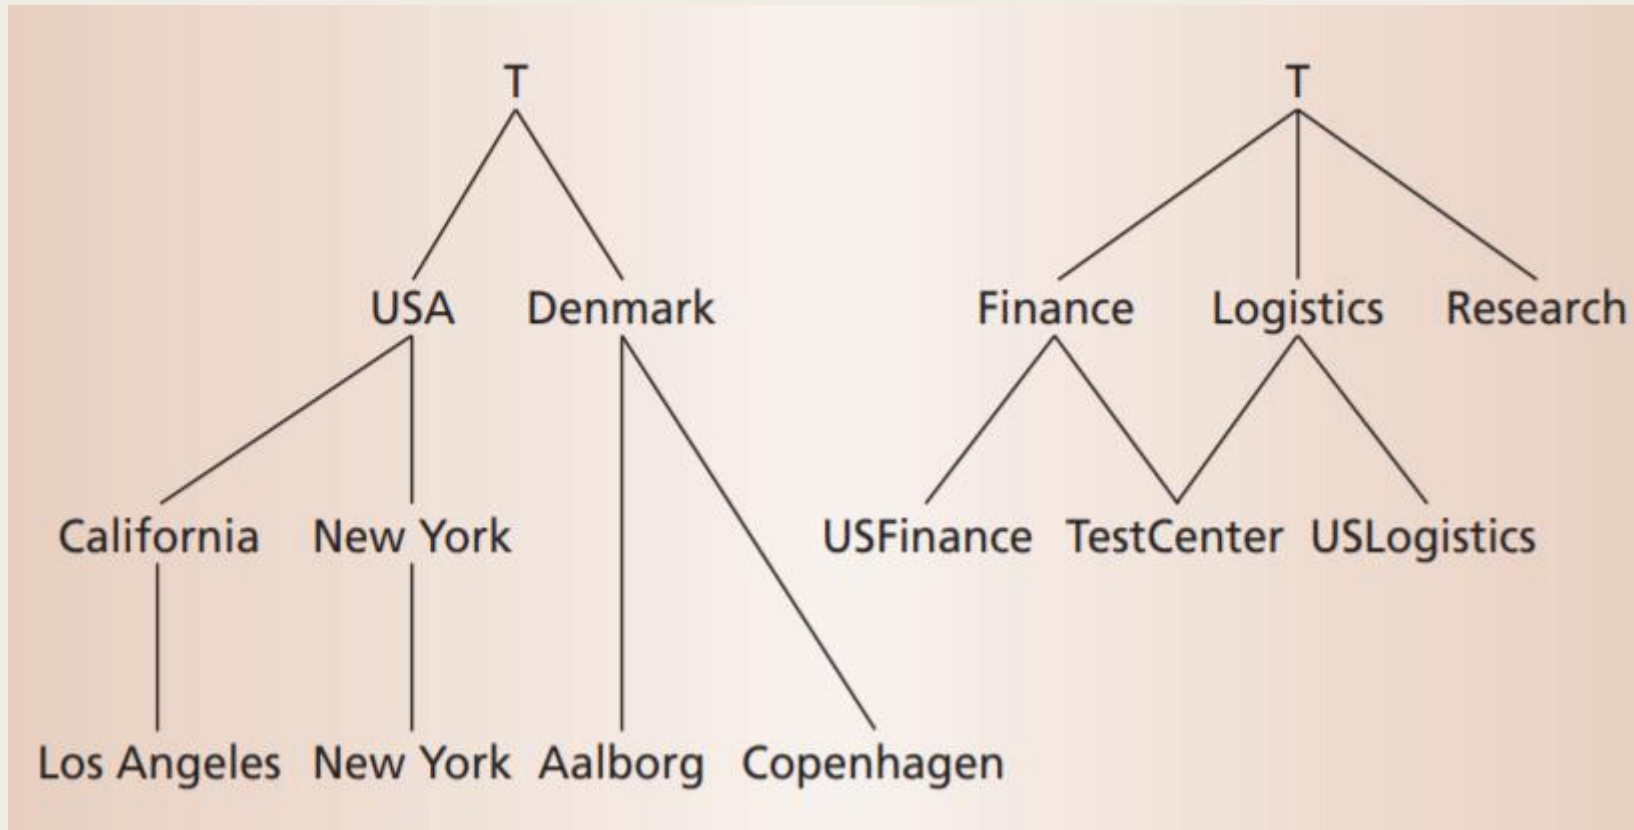 T T
USA Denmark Finance Logistics Research
California New York USFinance TestCenter USLogistics
Los Angeles New York Aalborg Copenhagen